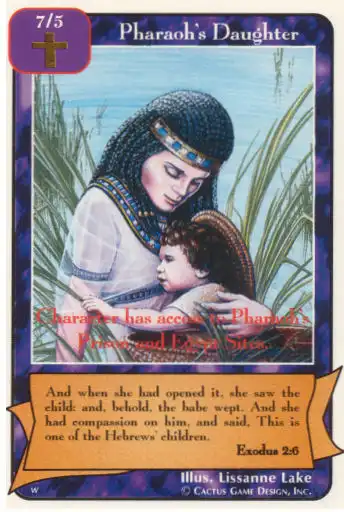 7/5
Pharaoh's Daughter
Character has access to Pharaoh's
Prison and Egypt Sites.
And when she had opened it, she saw the
child: and, behold, the babe wept. And she
had compassion on him, and said, This is
one of the Hebrews' children.
Exodus 2:6
Illus. Lissanne Lake
W
© Cactus Game Design, Inc.